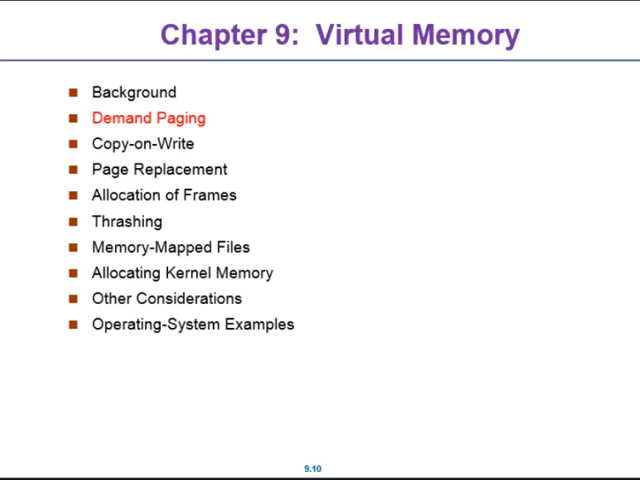 Chapter 9: Virtual Memory
Background
Demand Paging
Copy-on-Write
Page Replacement
Allocation of Frames
Thrashing
Memory-Mapped Files
Allocating Kernel Memory
Other Considerations
Operating-System Examples
9.10